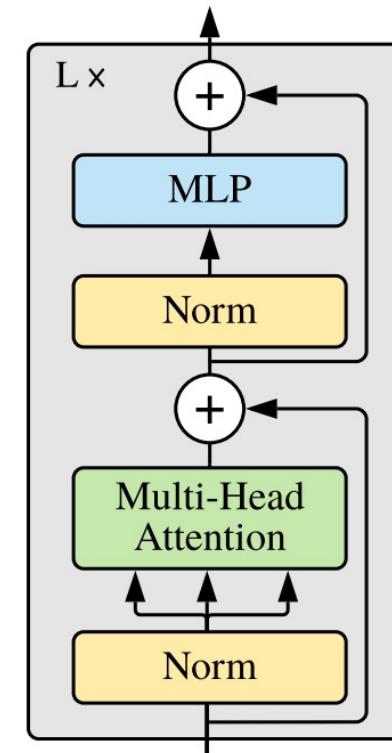 L ×
+
MLP
Norm
+
Multi-Head
Attention
Norm